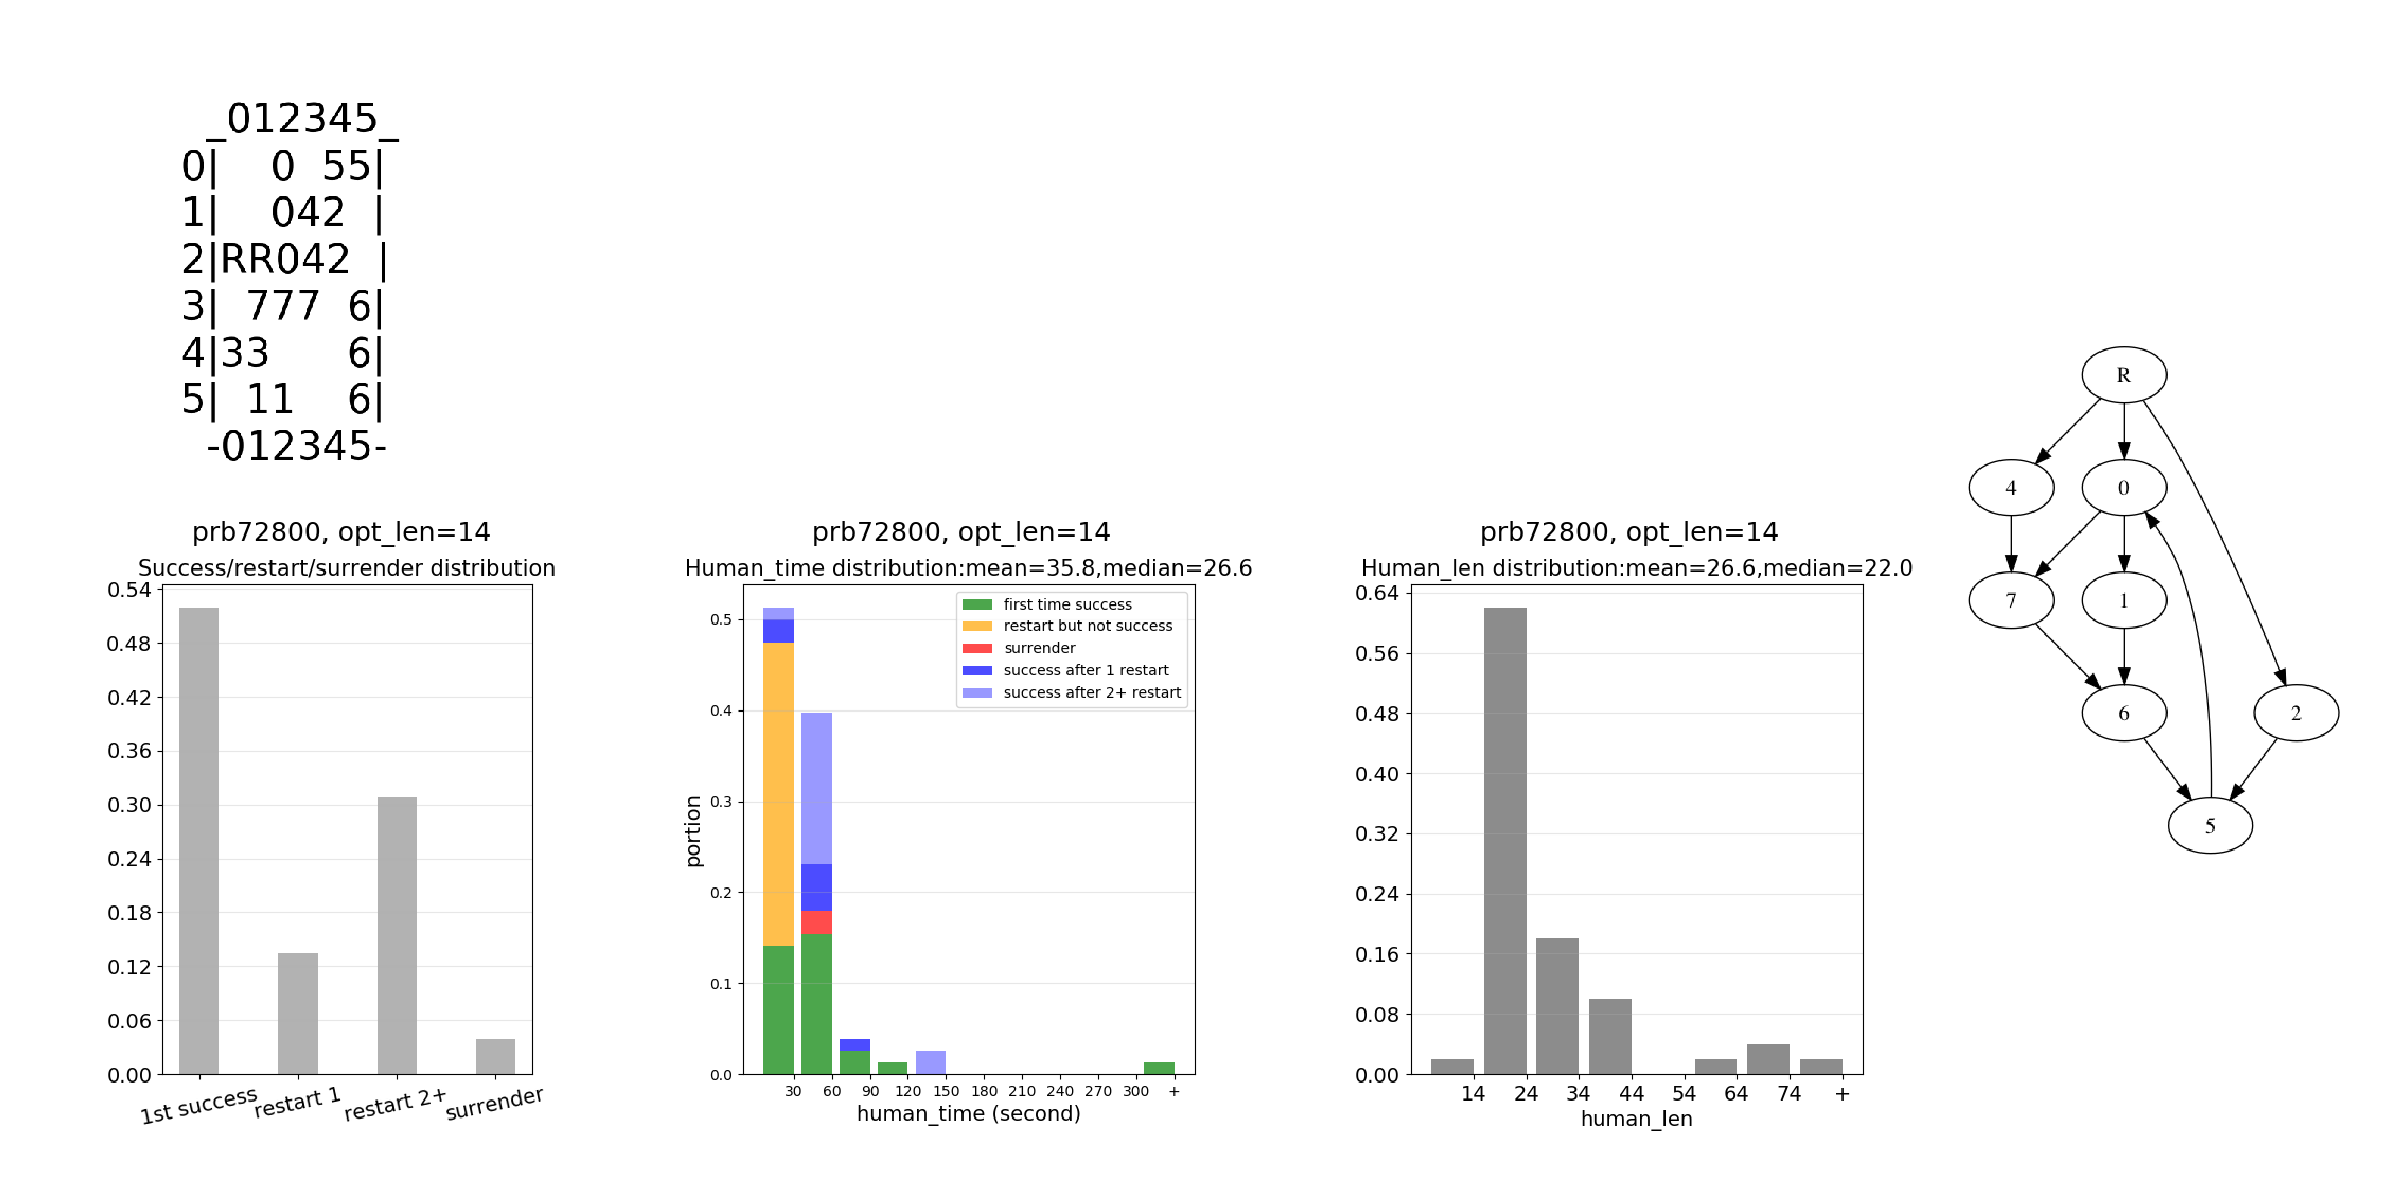 _012345_
0|  0 55|
1|  042 |
2|RR042 |
3| 777 6|
4|33   6|
5| 11  6|
-012345-
prb72800, opt_len=14
Success/restart/surrender distribution
0.54
0.48
0.42
0.36
0.30
0.24
0.18
0.12
0.06
0.00
1st success
restart 1
restart 2+
surrender
prb72800, opt_len=14
Human_time distribution:mean=35.8,median=26.6
first time success
restart but not success
surrender
success after 1 restart
success after 2+ restart
portion
0.5
0.4
0.3
0.2
0.1
0.0
30 60 90 120 150 180 210 240 270 300 +
human_time (second)
prb72800, opt_len=14
Human_len distribution:mean=26.6,median=22.0
0.64
0.56
0.48
0.40
0.32
0.24
0.16
0.08
0.00
14 24 34 44 54 64 74 +
human_len
R
4 0
7 1
6 2
5